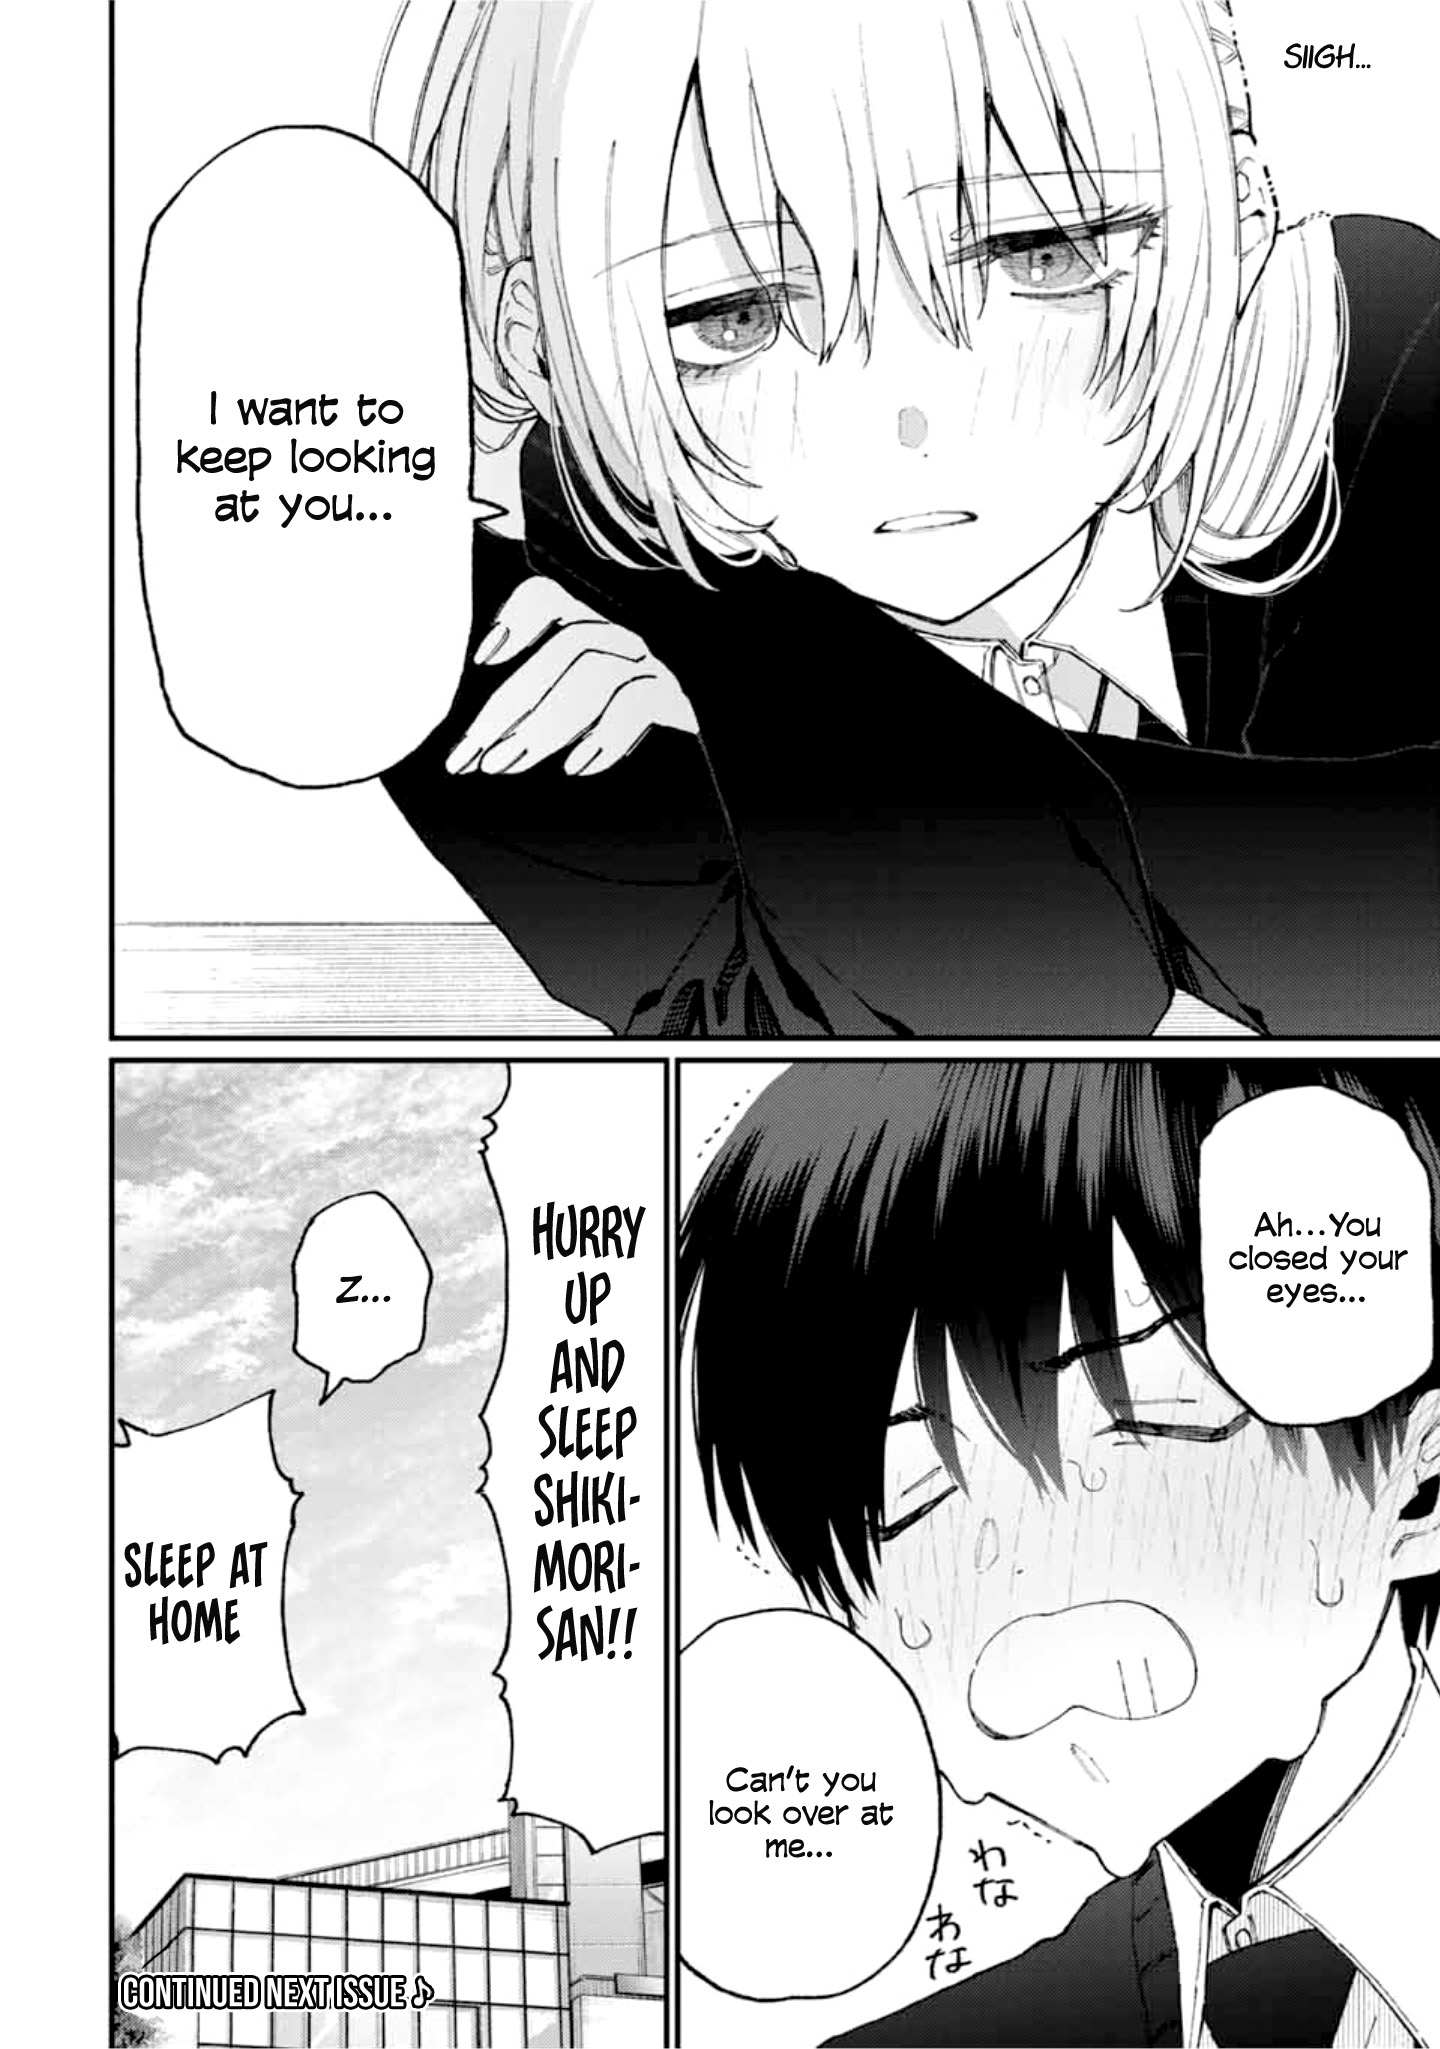 SIIGH...
I want to
keep looking
at you...
Ah...You
closed your
eyes...
Can't you
look over at
me...
わな
わな
HURRY
UP
AND
SLEEP
SHIKI-
MORI-
SAN!!
Z...
SLEEP AT
HOME
CONTINUED NEXT ISSUE ♪